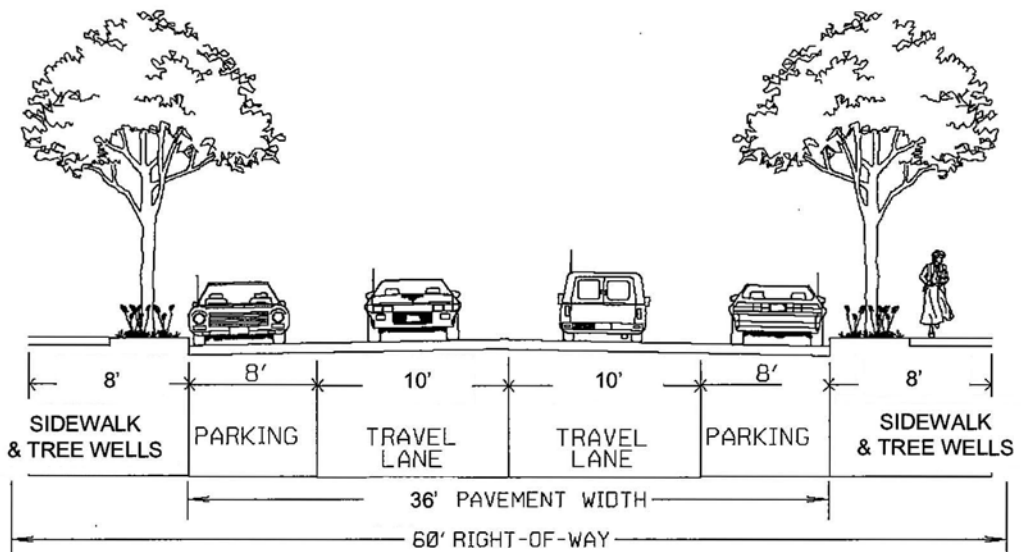 8'
8'
10'
10'
8'
8'
SIDEWALK
& TREE WELLS
PARKING
TRAVEL
LANE
TRAVEL
LANE
PARKING
SIDEWALK
& TREE WELLS
36' PAVEMENT WIDTH
60' RIGHT-OF-WAY